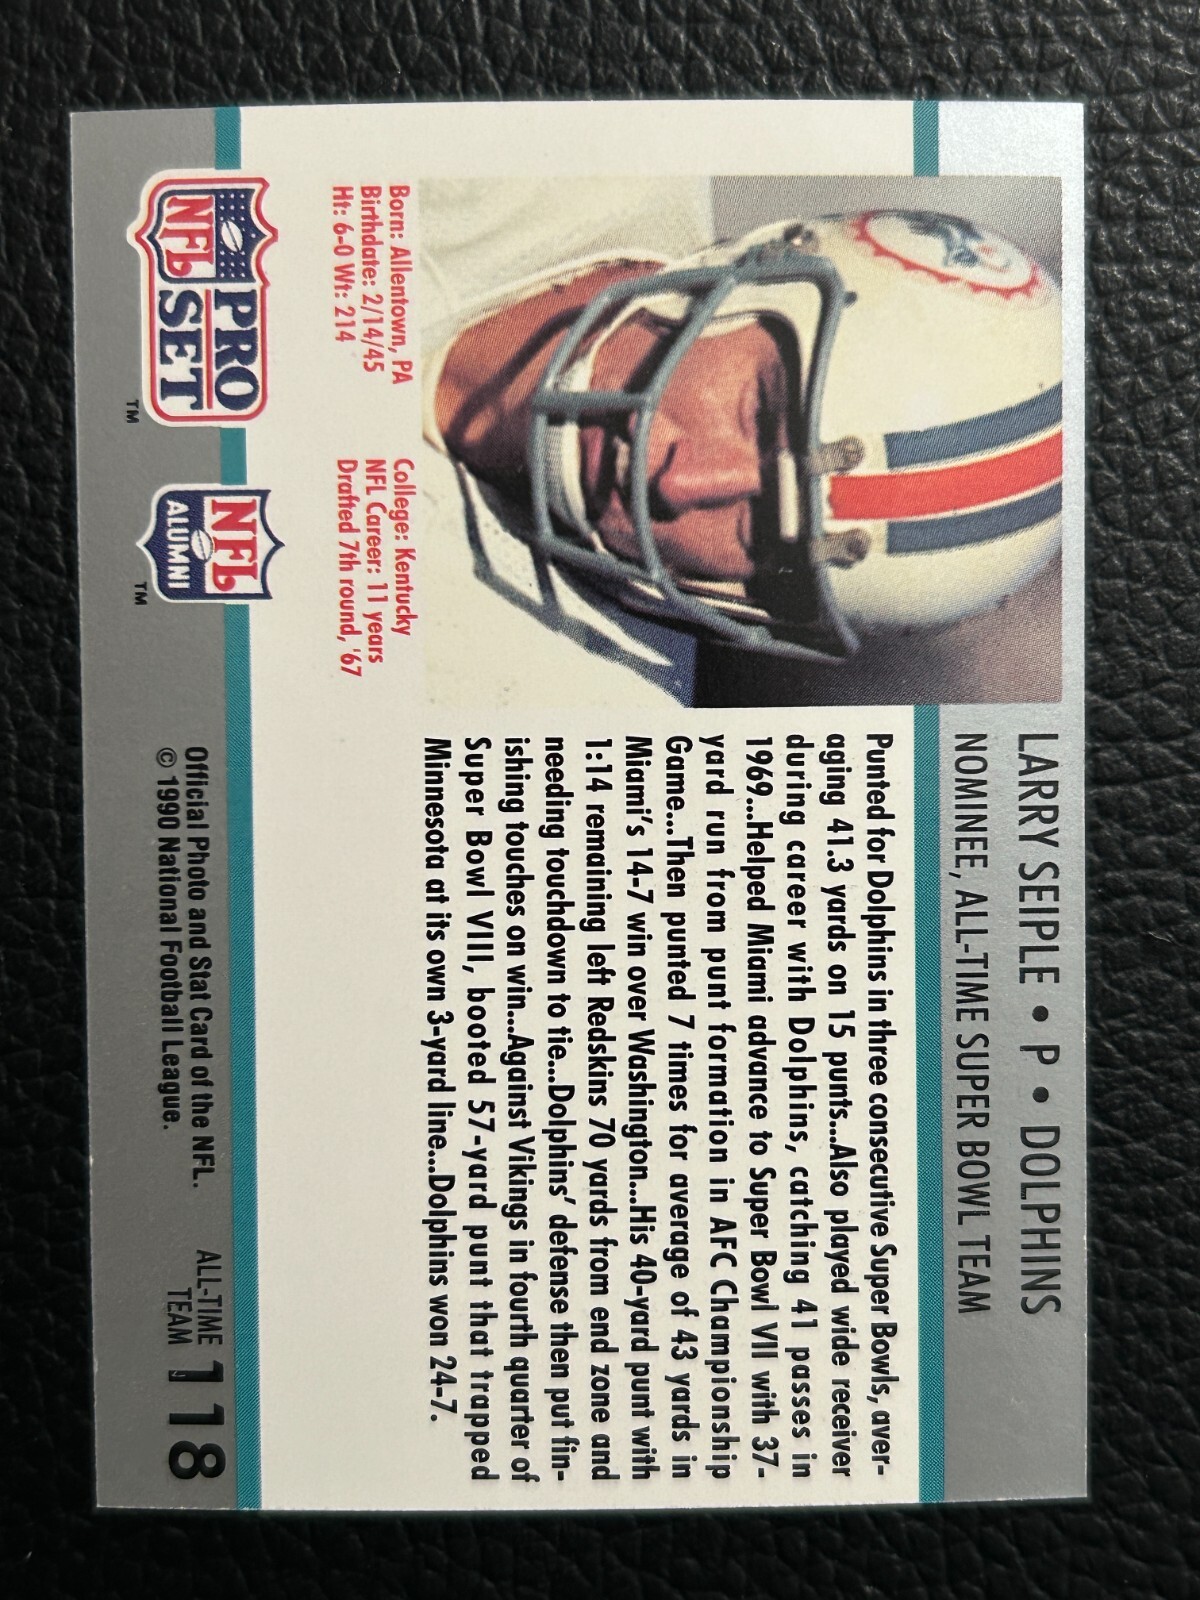 LARRY SEIPLE • P • DOLPHINS
NOMINEE, ALL-TIME SUPER BOWL TEAM
Punted for Dolphins in three consecutive Super Bowls, aver-
aging 41.3 yards on 15 punts...Also played wide receiver
during career with Dolphins, catching 41 passes in
1969...Helped Miami advance to Super Bowl VII with 37-
yard run from punt formation in AFC Championship
Game...Then punted 7 times for average of 43 yards in
Miami's 14-7 win over Washington...His 40-yard punt with
1:14 remaining left Redskins 70 yards from end zone and
needing touchdown to tie...Dolphins' defense then put fin-
ishing touches on win...Against Vikings in fourth quarter of
Super Bowl VIII, booted 57-yard punt that trapped
Minnesota at its own 3-yard line...Dolphins won 24-7.
Born: Allentown, PA
Birthdate: 2/14/45
Ht: 6-0 Wt: 214
College: Kentucky
NFL Career: 11 years
Drafted 7th round, '67
NFL
PRO
SET
TM
NFL
ALUMNI
TM
Official Photo and Stat Card of the NFL.
© 1990 National Football League.
ALL-TIME
TEAM
118